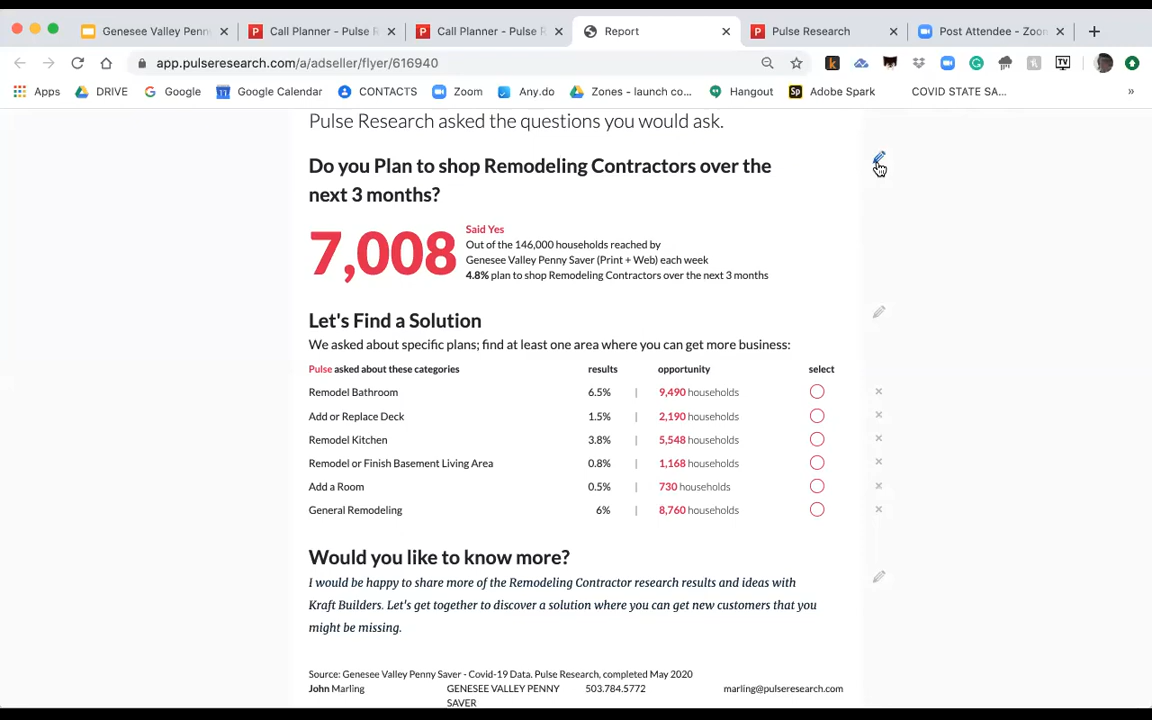 Genesee Valley Penny
Call Planner - Pulse R
Call Planner - Pulse R
Report
Pulse Research
Post Attendee - Zoom
app.pulseresearch.com/a/adseller/flyer/616940
Apps
DRIVE
Google
Google Calendar
CONTACTS
Zoom
Any.do
Zones - launch co...
Hangout
Sp
Adobe Spark
COVID STATE SA...
»
Pulse Research asked the questions you would ask.
Do you Plan to shop Remodeling Contractors over the
next 3 months?
7,008
Said Yes
Out of the 146,000 households reached by
Genesee Valley Penny Saver (Print + Web) each week
4.8% plan to shop Remodeling Contractors over the next 3 months
Let's Find a Solution
We asked about specific plans; find at least one area where you can get more business:
Pulse asked about these categories results opportunity select
Remodel Bathroom 6.5% | 9,490 households
Add or Replace Deck 1.5% | 2,190 households
Remodel Kitchen 3.8% | 5,548 households
Remodel or Finish Basement Living Area 0.8% | 1,168 households
Add a Room 0.5% | 730 households
General Remodeling 6% | 8,760 households
Would you like to know more?
I would be happy to share more of the Remodeling Contractor research results and ideas with
Kraft Builders. Let's get together to discover a solution where you can get new customers that you
might be missing.
Source: Genesee Valley Penny Saver - Covid-19 Data. Pulse Research, completed May 2020
John Marling GENESEE VALLEY PENNY 503.784.5772 marling@pulseresearch.com
SAVER